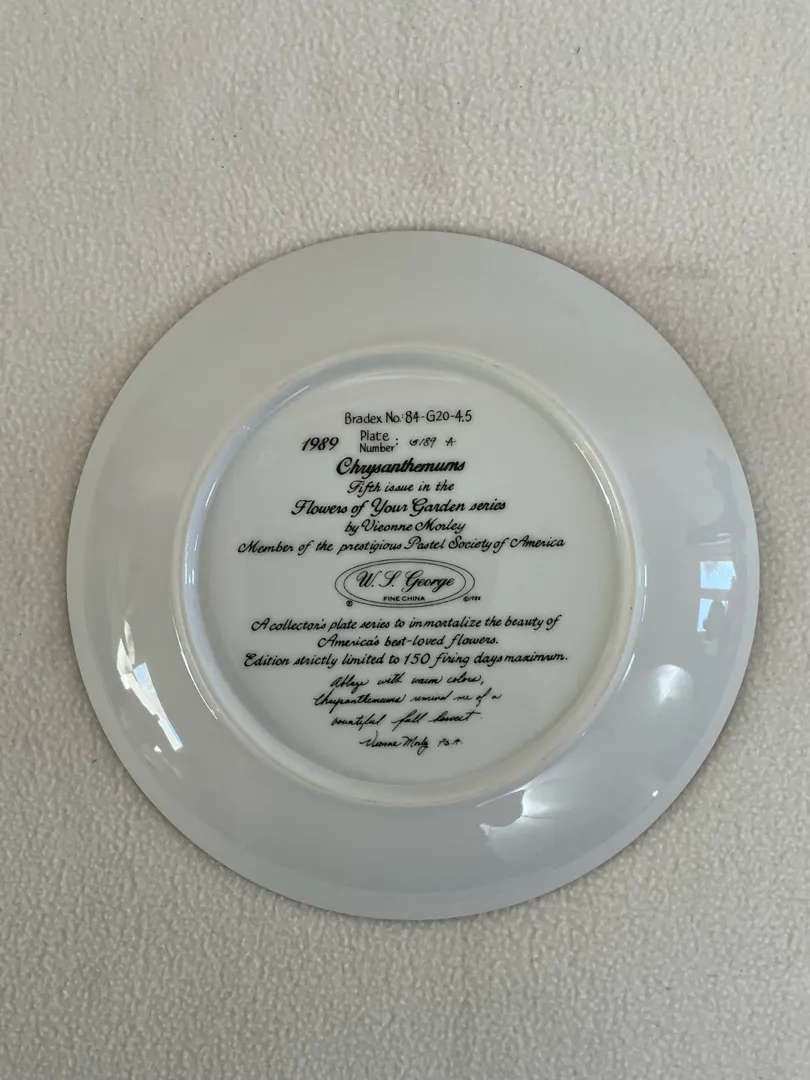 Bradex No.: 84-G20-4.5
1989 Plate Number: A
Chrysanthemums
Fifth issue in the
Flowers of Your Garden series
by Vieonne Morley
Member of the prestigious Pastel Society of America
W. S. George
FINE CHINA
© ©
A collector's plate series to immortalize the beauty of
America's best-loved flowers.
Edition strictly limited to 150 firing days maximum.
Ablaze with warm colors,
Chrysanthemums remind me of a
bountiful fall harvest.
Vieonne Morley PSA